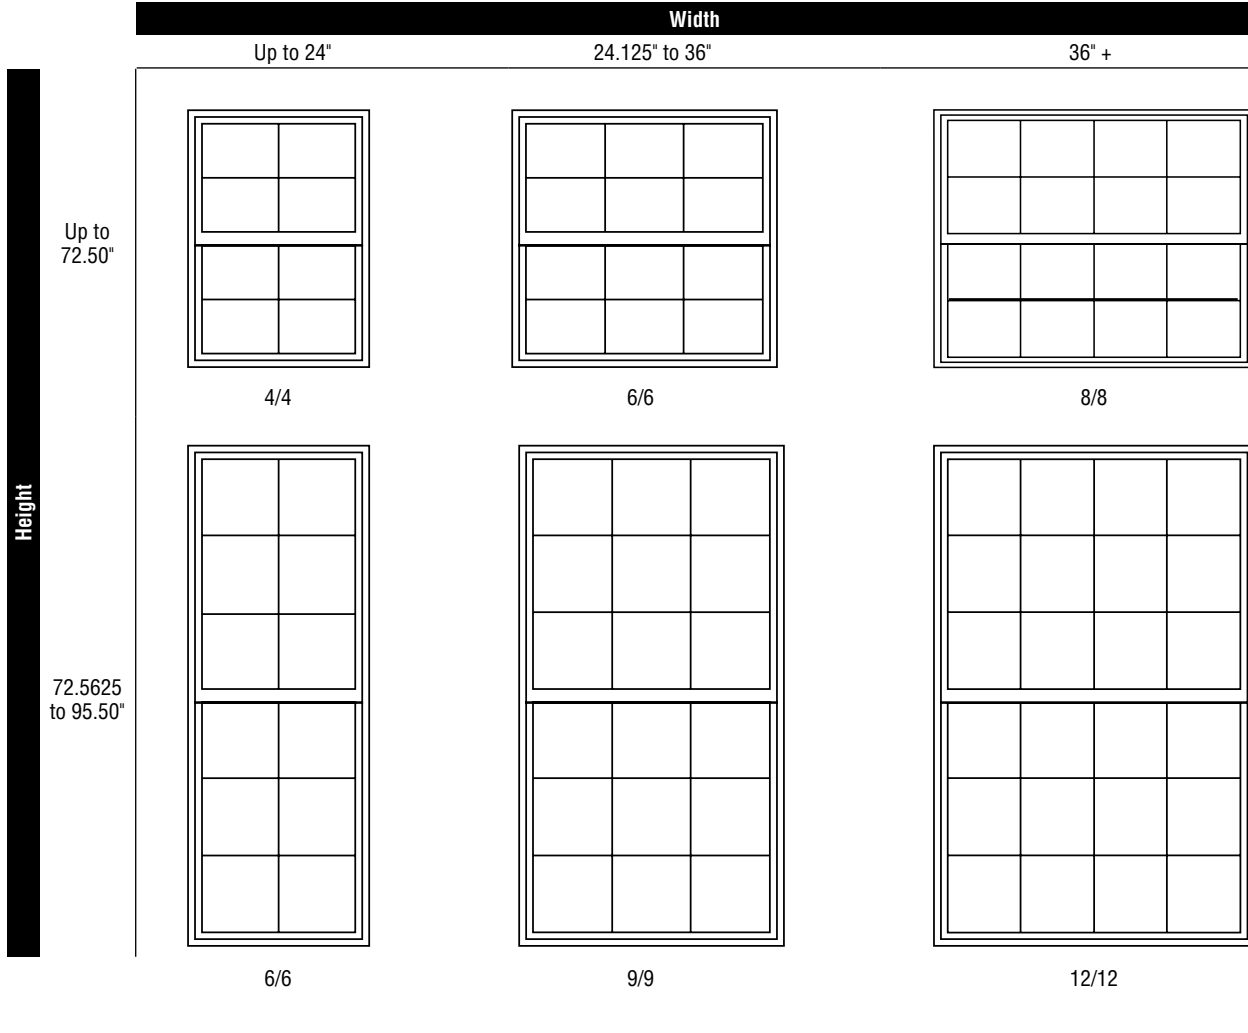 Width
Up to 24"
24.125" to 36"
36" +
Height
Up to
72.50"
4/4
6/6
8/8
72.5625
to 95.50"
6/6
9/9
12/12